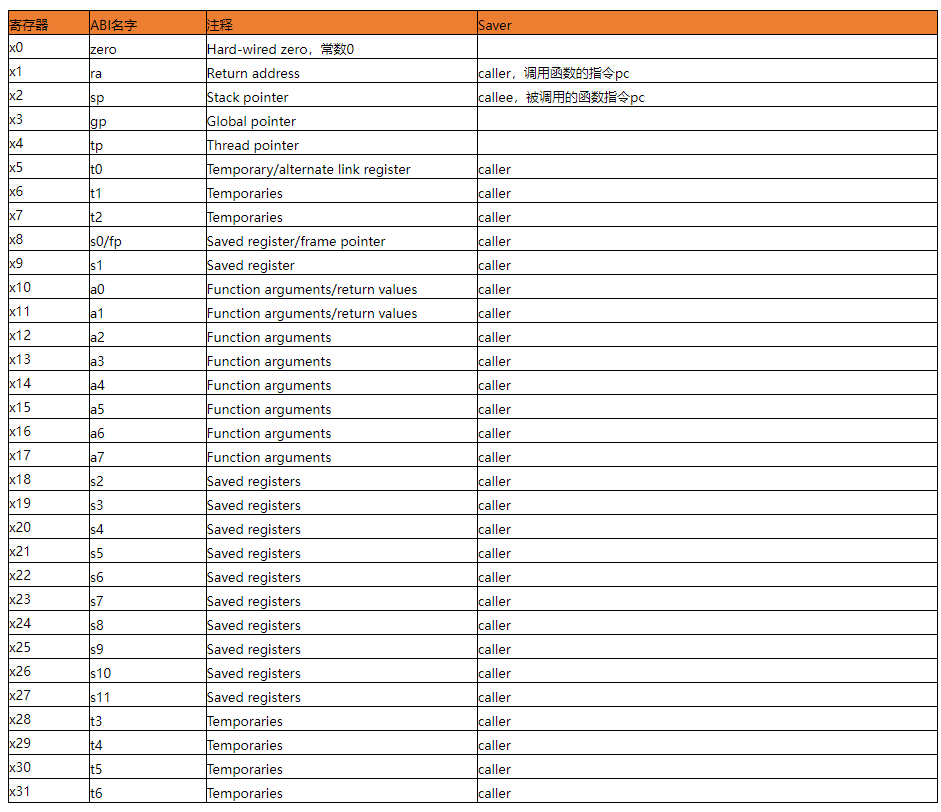 寄存器 ABI名字 注释 Saver
x0 zero Hard-wired zero，常数0
x1 ra Return address caller，调用函数的指令pc
x2 sp Stack pointer callee，被调用的函数指令pc
x3 gp Global pointer
x4 tp Thread pointer
x5 t0 Temporary/alternate link register caller
x6 t1 Temporaries caller
x7 t2 Temporaries caller
x8 s0/fp Saved register/frame pointer caller
x9 s1 Saved register caller
x10 a0 Function arguments/return values caller
x11 a1 Function arguments/return values caller
x12 a2 Function arguments caller
x13 a3 Function arguments caller
x14 a4 Function arguments caller
x15 a5 Function arguments caller
x16 a6 Function arguments caller
x17 a7 Function arguments caller
x18 s2 Saved registers caller
x19 s3 Saved registers caller
x20 s4 Saved registers caller
x21 s5 Saved registers caller
x22 s6 Saved registers caller
x23 s7 Saved registers caller
x24 s8 Saved registers caller
x25 s9 Saved registers caller
x26 s10 Saved registers caller
x27 s11 Saved registers caller
x28 t3 Temporaries caller
x29 t4 Temporaries caller
x30 t5 Temporaries caller
x31 t6 Temporaries caller